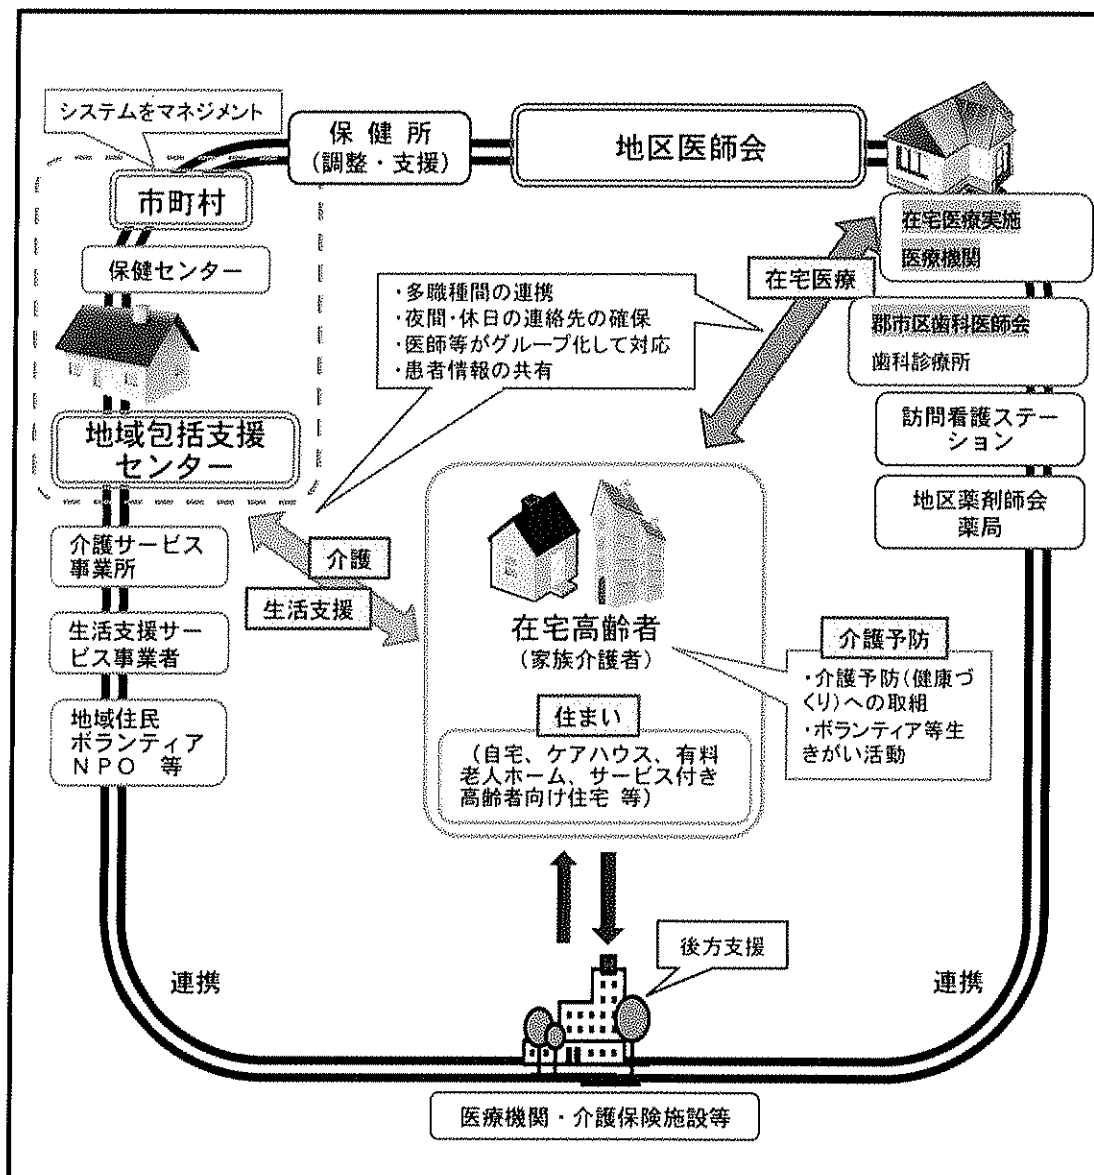 システムをマネジメント
保健所
(調整・支援)
地区医師会
市町村
保健センター
地域包括支援
センター
介護サービス
事業所
生活支援サー
ビス事業者
地域住民
ボランティア
NPO 等
・多職種間の連携
・夜間・休日の連絡先の確保
・医師等がグループ化して対応
・患者情報の共有
在宅医療
在宅医療実施
医療機関
郡市区歯科医師会
歯科診療所
訪問看護ステー
ション
地区薬剤師会
薬局
介護
生活支援
在宅高齢者
(家族介護者)
住まい
(自宅、ケアハウス、有料
老人ホーム、サービス付き
高齢者向け住宅 等)
介護予防
・介護予防(健康づ
くり)への取組
・ボランティア等生
きがい活動
後方支援
連携
連携
医療機関・介護保険施設等